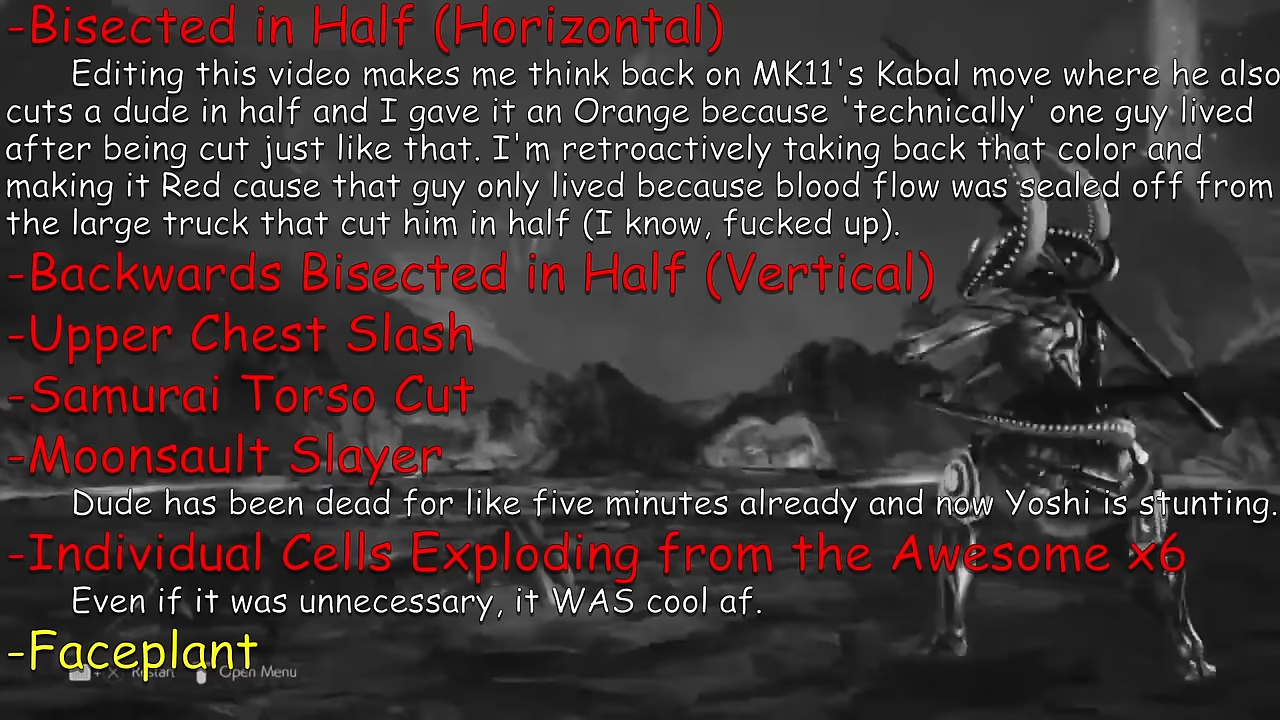 -Bisected in Half (Horizontal)
Editing this video makes me think back on MK11's Kabal move where he also
cuts a dude in half and I gave it an Orange because 'technically' one guy lived
after being cut just like that. I'm retroactively taking back that color and
making it Red cause that guy only lived because blood flow was sealed off from
the large truck that cut him in half (I know, fucked up).
-Backwards Bisected in Half (Vertical)
-Upper Chest Slash
-Samurai Torso Cut
-Moonsault Slayer
Dude has been dead for like five minutes already and now Yoshi is stunting.
-Individual Cells Exploding from the Awesome x6
Even if it was unnecessary, it WAS cool af.
-Faceplant
+ Restart Open Menu